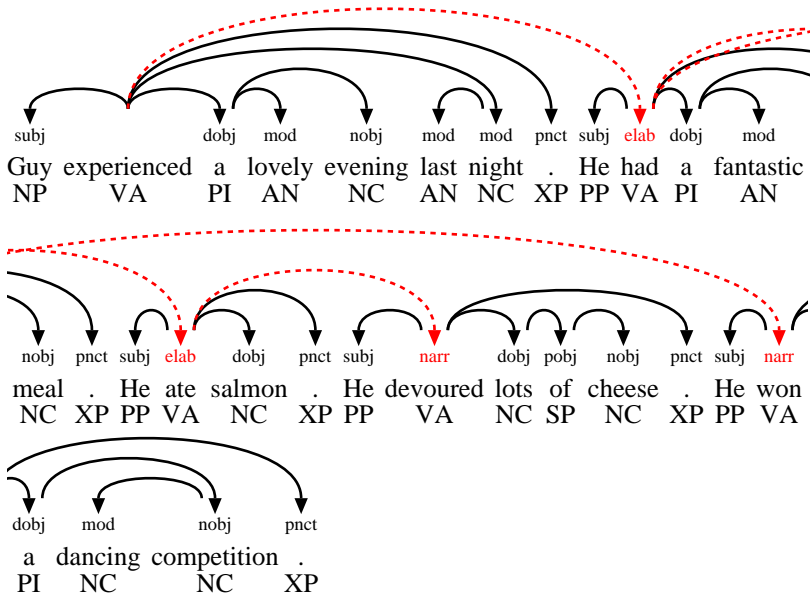 subj dobj mod nobj mod mod pnct subj elab dobj mod
Guy experienced a lovely evening last night . He had a fantastic
NP VA PI AN NC AN NC XP PP VA PI AN
nobj pnct subj elab dobj pnct subj narr dobj pobj nobj pnct subj narr
meal . He ate salmon . He devoured lots of cheese . He won
NC XP PP VA NC XP PP VA NC SP NC XP PP VA
dobj mod nobj pnct
a dancing competition .
PI NC NC XP